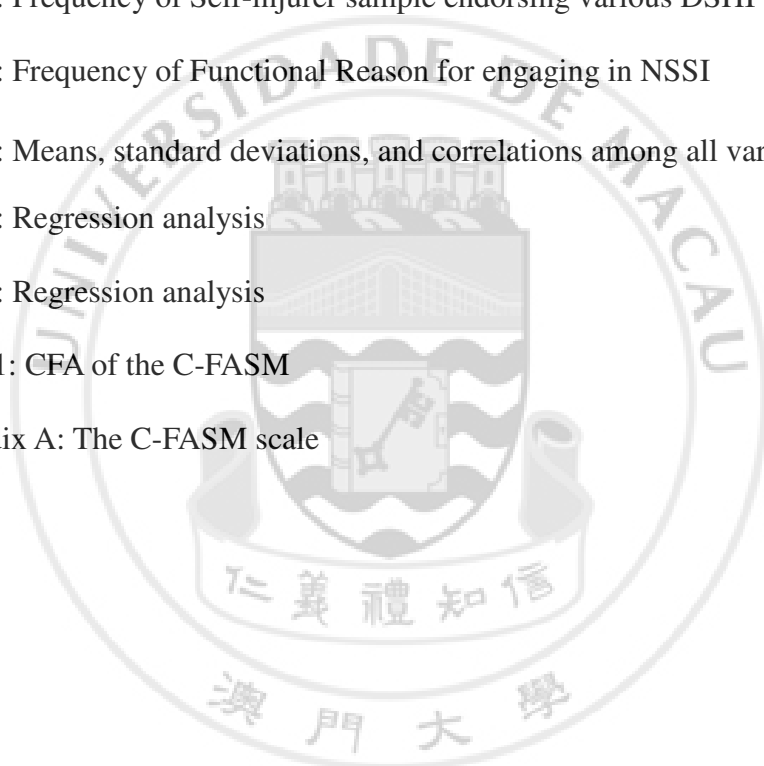 : Frequency of Self-injurer sample endorsing various DSHI
: Frequency of Functional Reason for engaging in NSSI
: Means, standard deviations, and correlations among all var
: Regression analysis
: Regression analysis
1: CFA of the C-FASM
ix A: The C-FASM scale
UNIVERSIDADE DE MACAU
仁義禮知信
澳門大學